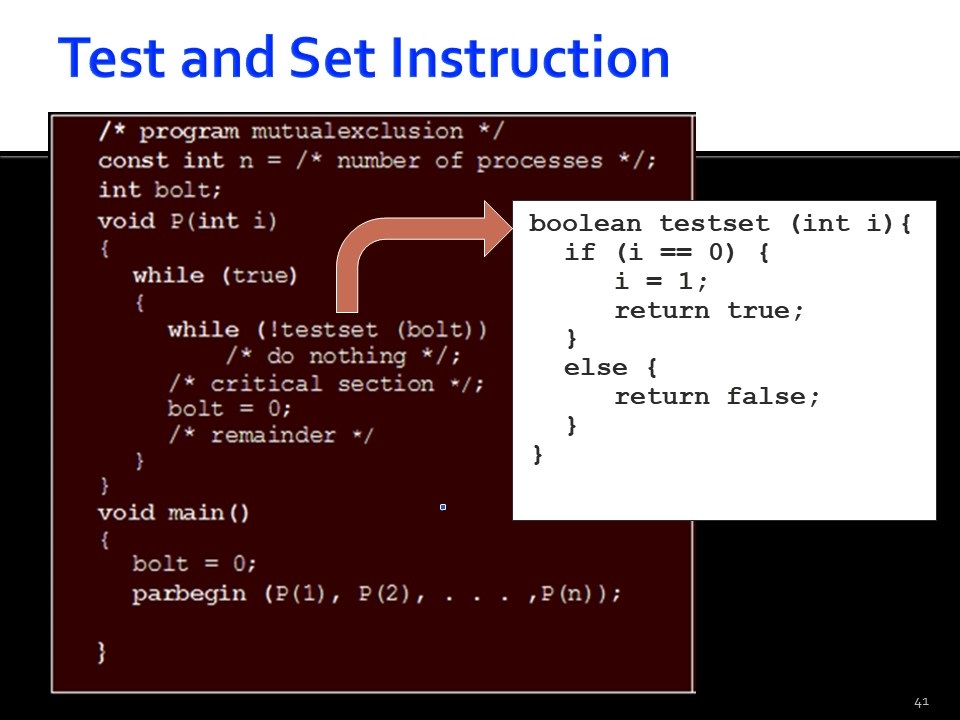 Test and Set Instruction
/* program mutualexclusion */
const int n = /* number of processes */;
int bolt;
void P(int i)
{
while (true)
{
while (!testset (bolt))
/* do nothing */;
/* critical section */;
bolt = 0;
/* remainder */
}
}
void main()
{
bolt = 0;
parbegin (P(1), P(2), . . . ,P(n));
}
boolean testset (int i){
if (i == 0) {
i = 1;
return true;
}
else {
return false;
}
}
41